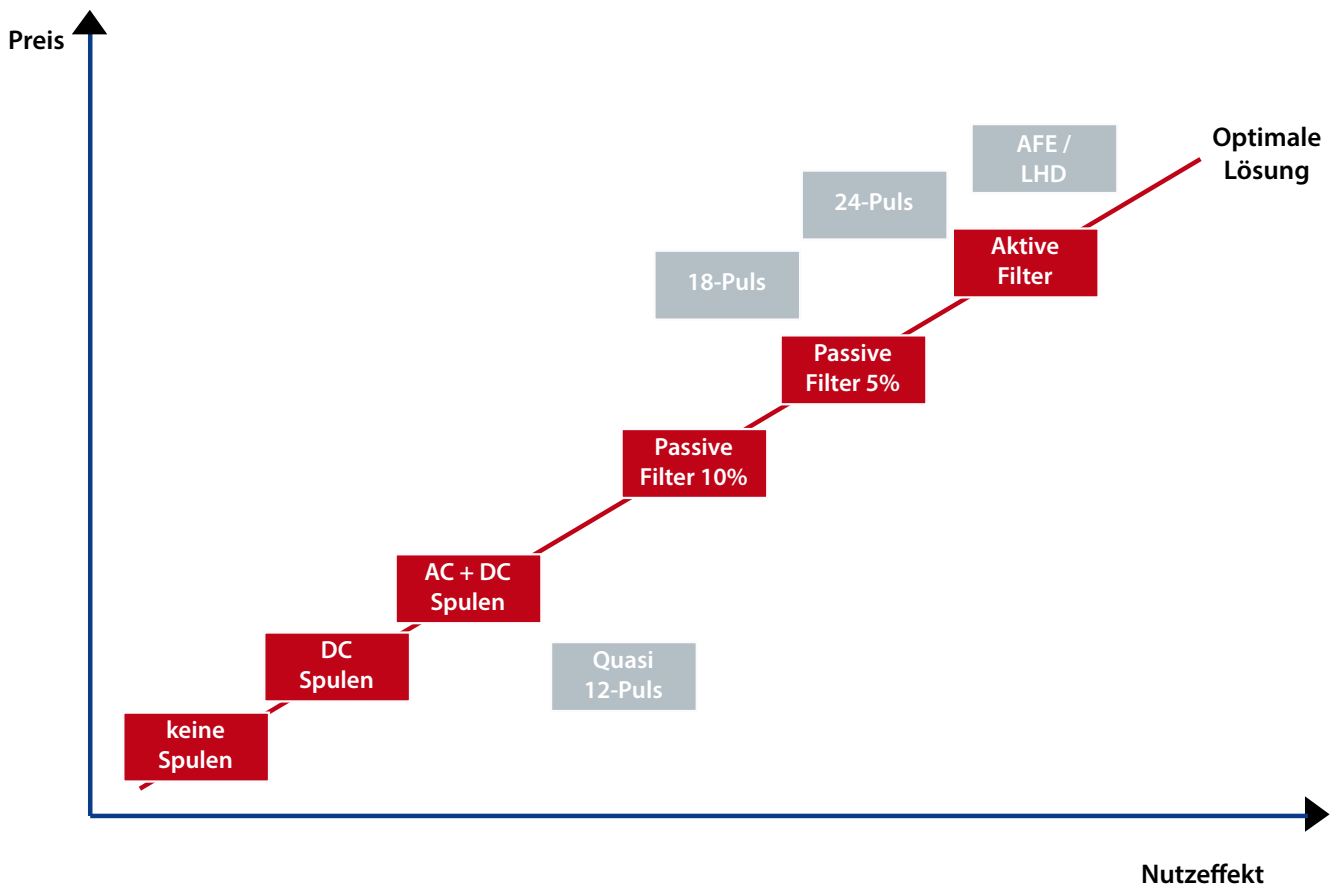 Preis
Optimale
Lösung
AFE /
LHD
24-Puls
Aktive
Filter
18-Puls
Passive
Filter 5%
Passive
Filter 10%
AC + DC
Spulen
DC
Spulen
Quasi
12-Puls
keine
Spulen
Nutzeffekt